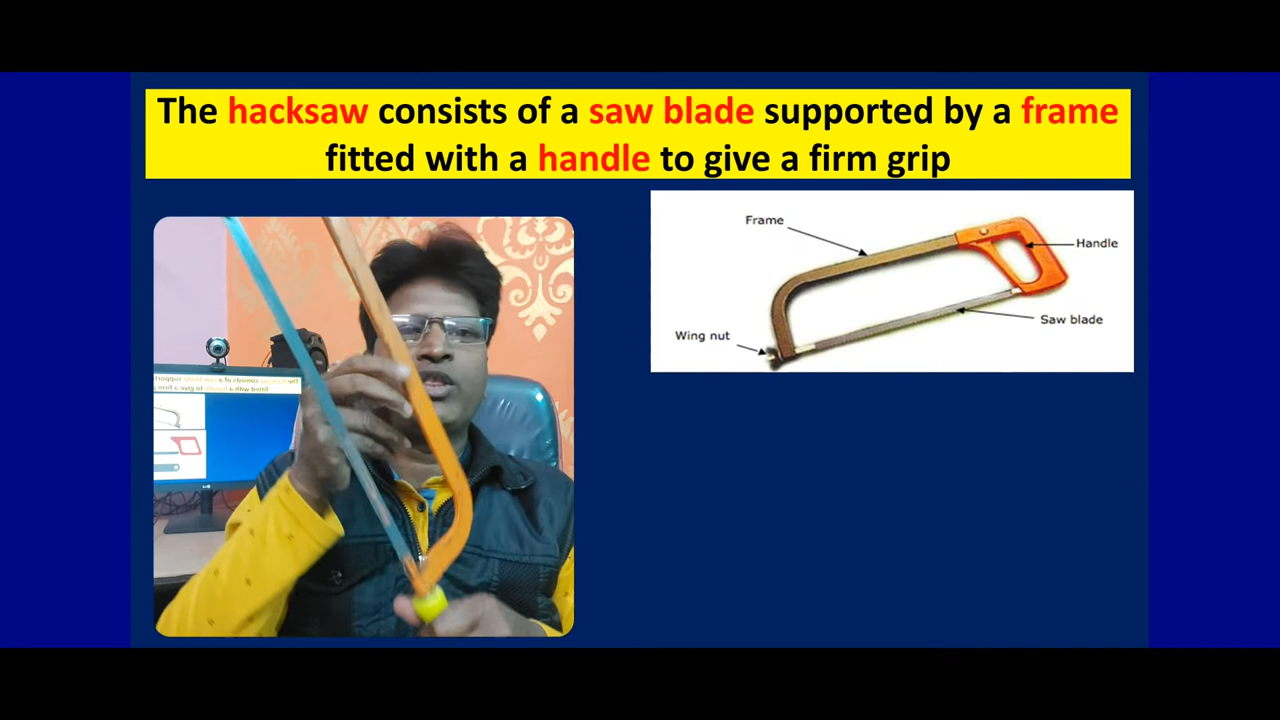 The hacksaw consists of a saw blade supported by a frame
fitted with a handle to give a firm grip
Frame
Handle
Saw blade
Wing nut